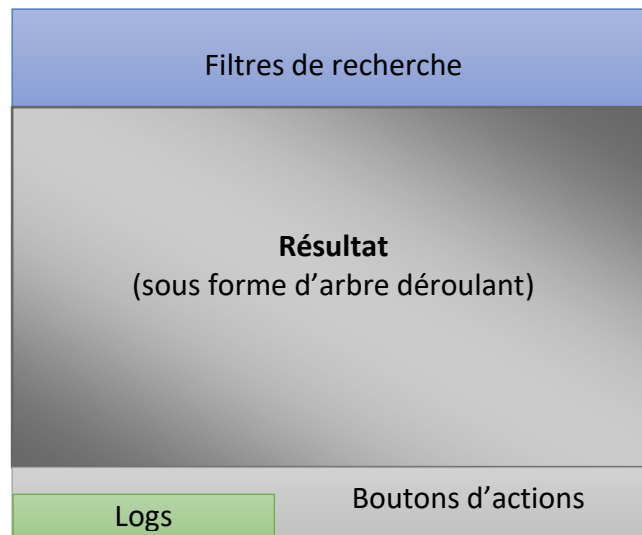 Filtres de recherche
Résultat
(sous forme d’arbre déroulant)
Boutons d’actions
Logs